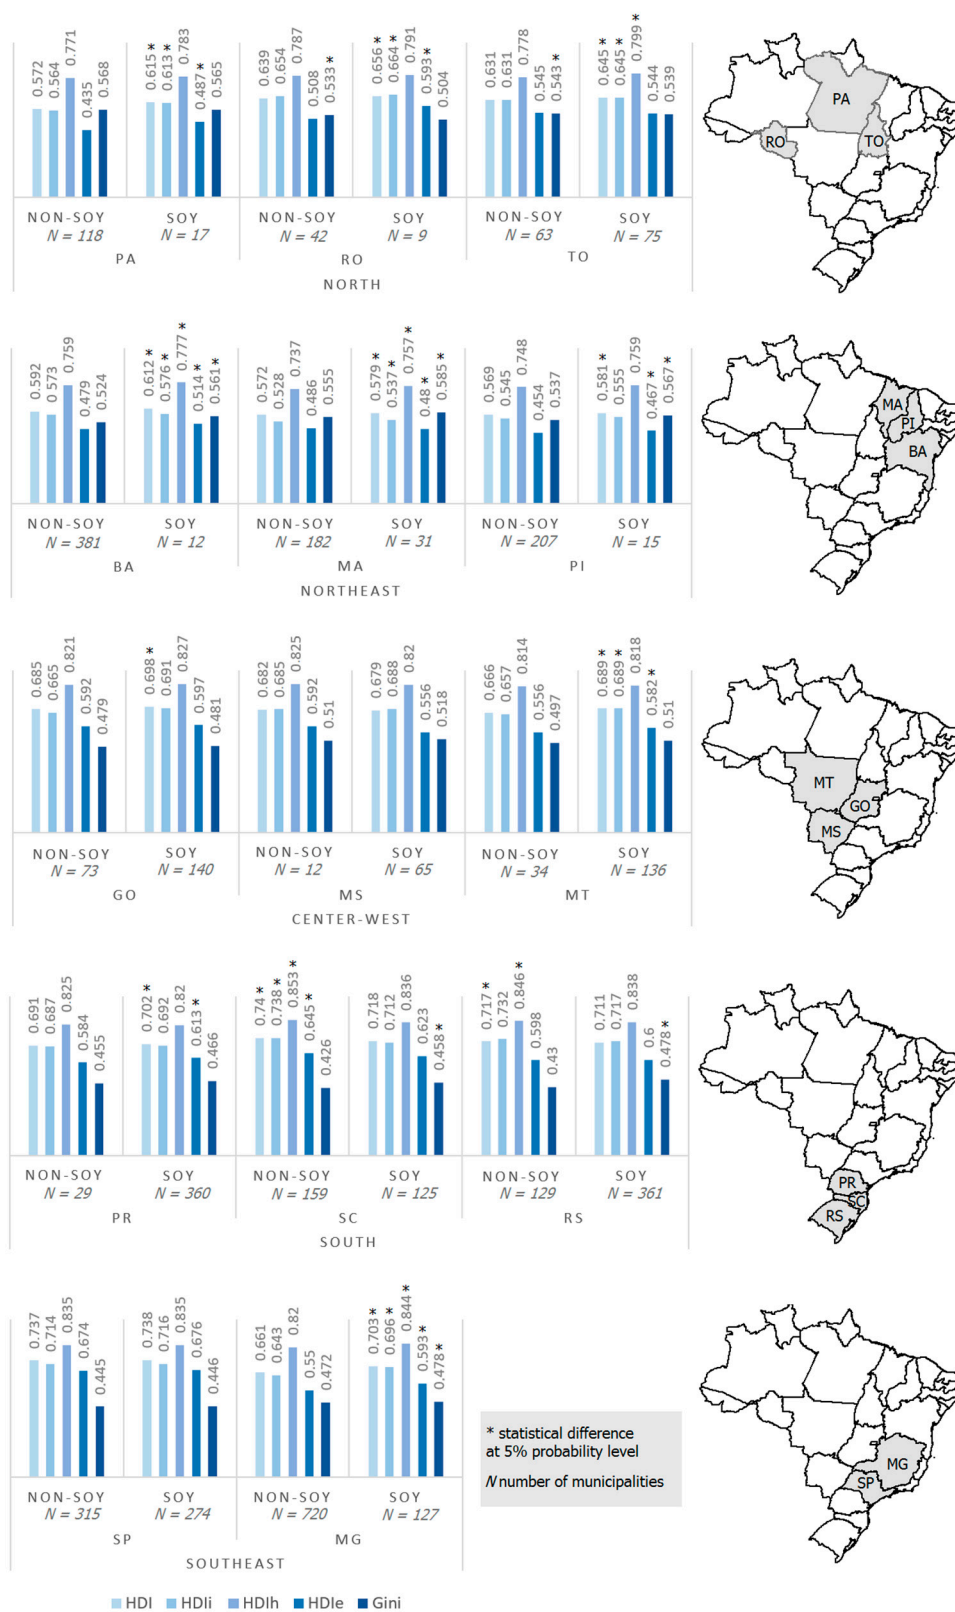 0.572 0.564 0.771 0.435 0.568 0.615 * 0.613 * 0.783 0.487 * 0.565 0.639 0.654 0.787 0.508 0.533 * 0.656 * 0.664 * 0.791 0.593 * 0.504 0.631 0.631 0.778 0.545 0.543 * 0.645 * 0.645 * 0.799 * 0.544 0.539
NON-SOY SOY NON-SOY SOY NON-SOY SOY
N = 118 N = 17 N = 42 N = 9 N = 63 N = 75
PA RO TO
NORTH
PA
RO TO
0.592 0.573 0.759 0.479 0.524 0.612 * 0.576 * 0.777 * 0.514 * 0.561 * 0.572 0.528 0.737 0.486 0.555 0.579 * 0.537 * 0.757 * 0.48 * 0.585 * 0.569 0.545 0.748 0.454 0.537 0.581 * 0.555 0.759 0.467 * 0.567 *
NON-SOY SOY NON-SOY SOY NON-SOY SOY
N = 381 N = 12 N = 182 N = 31 N = 207 N = 15
BA MA PI
NORTHEAST
MA
PI
BA
0.685 0.665 0.821 0.592 0.479 0.698 * 0.691 0.827 0.597 0.481 0.682 0.685 0.825 0.592 0.51 0.679 0.688 0.82 0.556 0.518 0.666 0.657 0.814 0.556 0.497 0.689 * 0.689 * 0.818 0.582 * 0.51
NON-SOY SOY NON-SOY SOY NON-SOY SOY
N = 73 N = 140 N = 12 N = 65 N = 34 N = 136
GO MS MT
CENTER-WEST
MT
GO
MS
0.691 0.687 0.825 0.584 0.455 0.702 * 0.692 0.82 0.613 * 0.466 0.74 * 0.738 * 0.853 * 0.645 * 0.426 0.718 0.712 0.836 0.623 0.458 * 0.717 * 0.732 0.846 * 0.598 0.43 0.711 0.717 0.838 0.6 0.478 *
NON-SOY SOY NON-SOY SOY NON-SOY SOY
N = 29 N = 360 N = 159 N = 125 N = 129 N = 361
PR SC RS
SOUTH
PR
SC
RS
0.737 0.714 0.835 0.674 0.445 0.738 0.716 0.835 0.676 0.446 0.661 0.643 0.82 0.55 0.472 0.703 * 0.696 * 0.844 * 0.593 * 0.478 *
NON-SOY SOY NON-SOY SOY
N = 315 N = 274 N = 720 N = 127
SP MG
SOUTHEAST
* statistical difference
at 5% probability level
N number of municipalities
MG
SP
HDI HDIi HDIh HDIe Gini